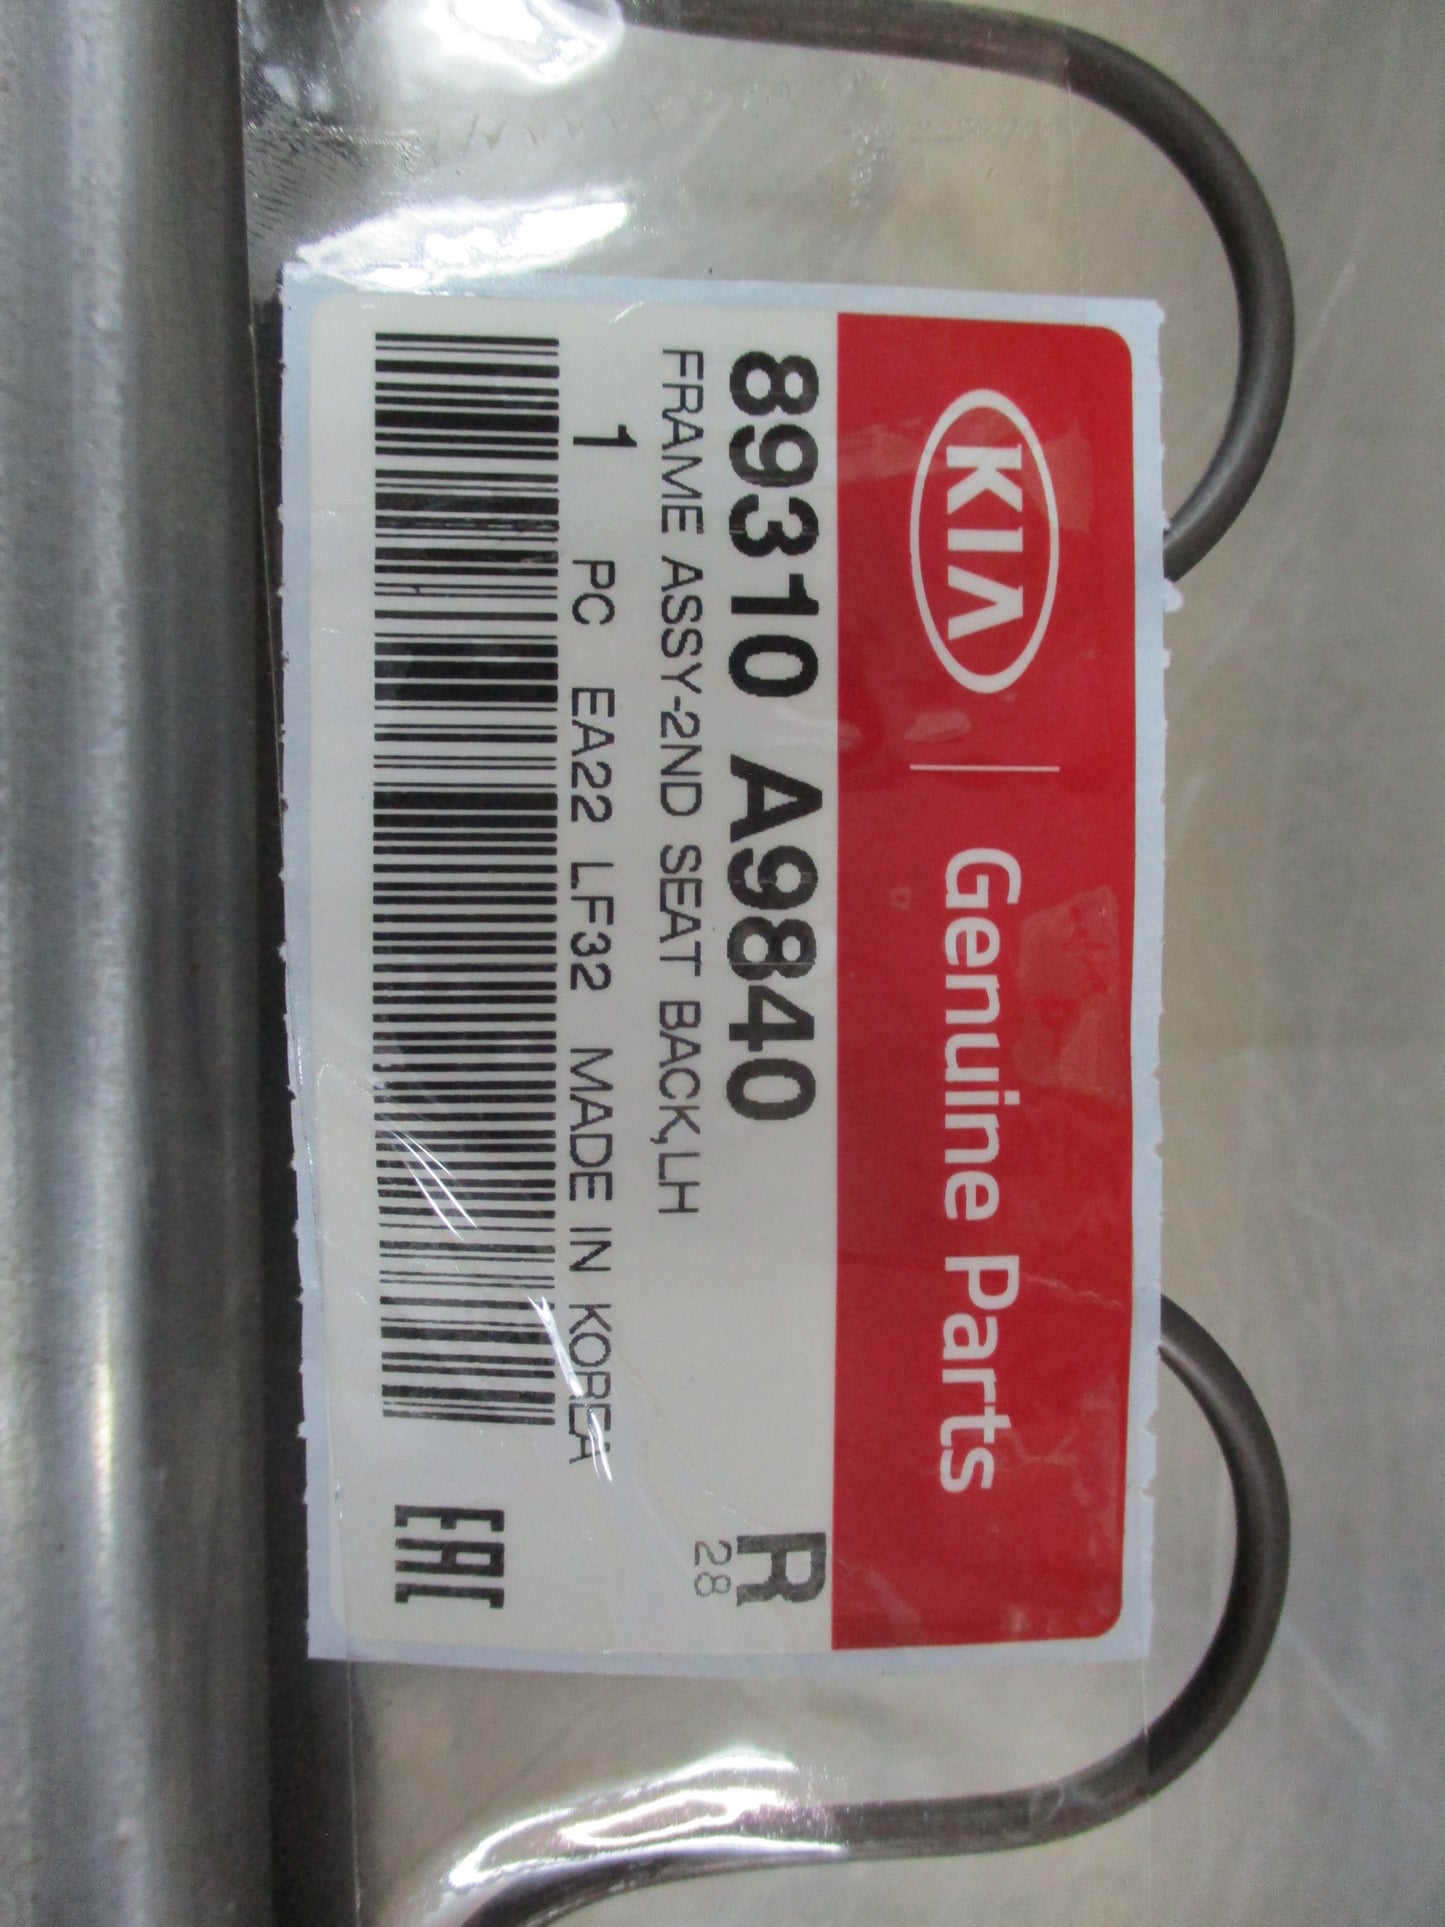 KIA | Genuine Parts
89310 A9840
R
28
FRAME ASSY-2ND SEAT BACK,LH
1 PC EA22 LF32 MADE IN KOREA
EAC